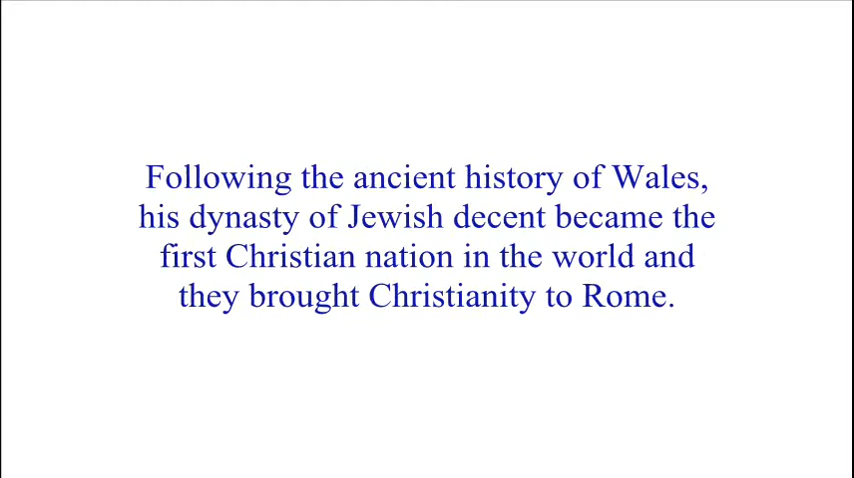 Following the ancient history of Wales,
his dynasty of Jewish decent became the
first Christian nation in the world and
they brought Christianity to Rome.